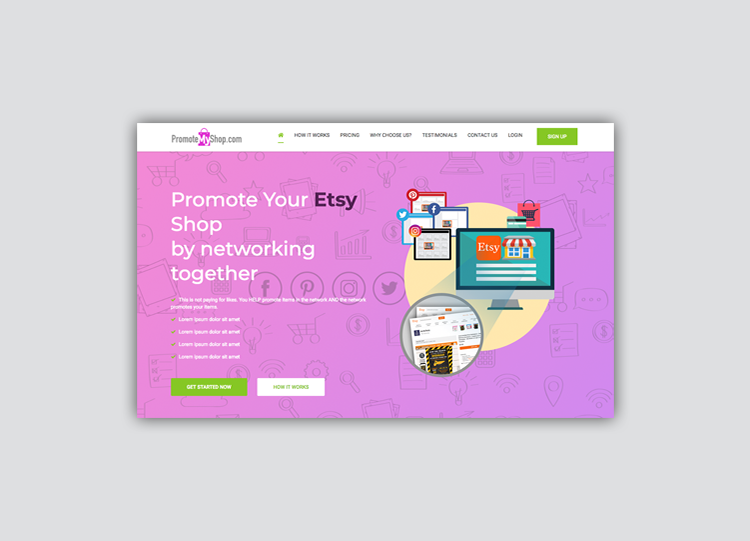 PromoteMyShop.com
HOW IT WORKS PRICING WHY CHOOSE US? TESTIMONIALS CONTACT US LOGIN SIGN UP
Promote Your Etsy
Shop
by networking
together
This is not paying for likes. You HELP promote items in the network AND the network
promotes your items
Lorem ipsum dolor sit amet
Lorem ipsum dolor sit amet
Lorem ipsum dolor sit amet
Lorem ipsum dolor sit amet
GET STARTED NOW HOW IT WORKS
Etsy